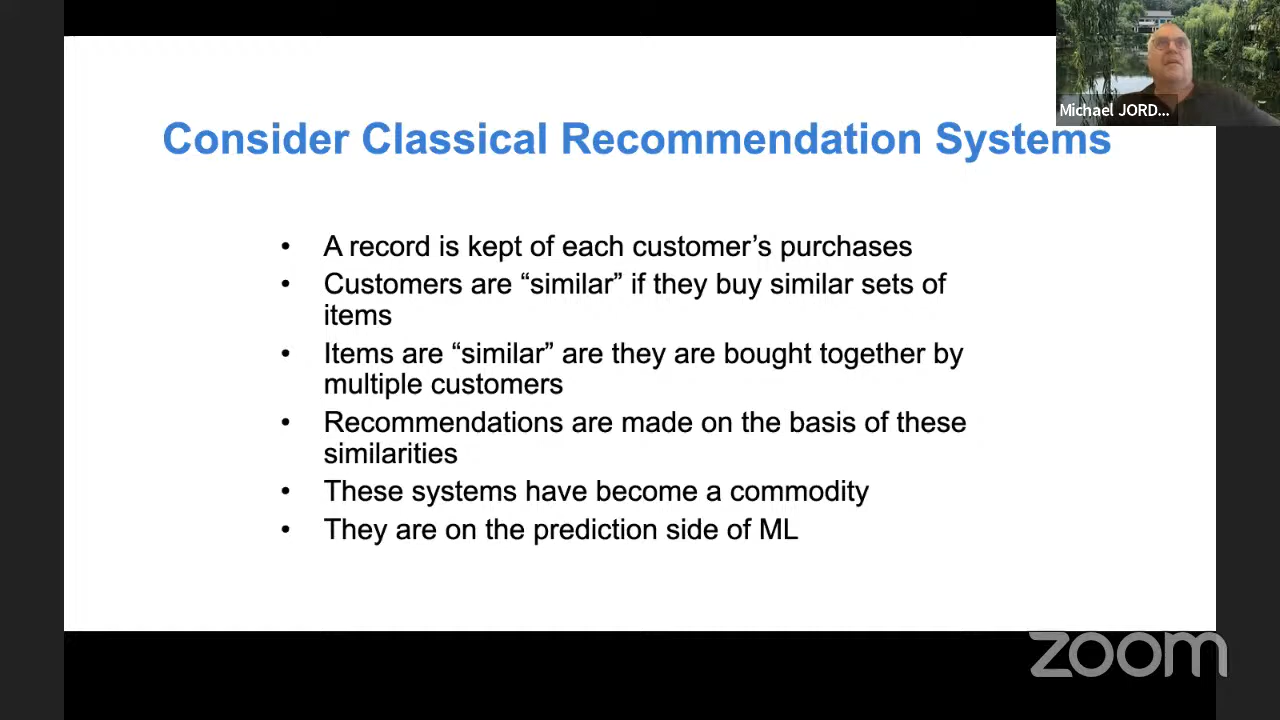 Michael JORD...
Consider Classical Recommendation Systems
• A record is kept of each customer’s purchases
• Customers are “similar” if they buy similar sets of
items
• Items are “similar” are they are bought together by
multiple customers
• Recommendations are made on the basis of these
similarities
• These systems have become a commodity
• They are on the prediction side of ML
zoom